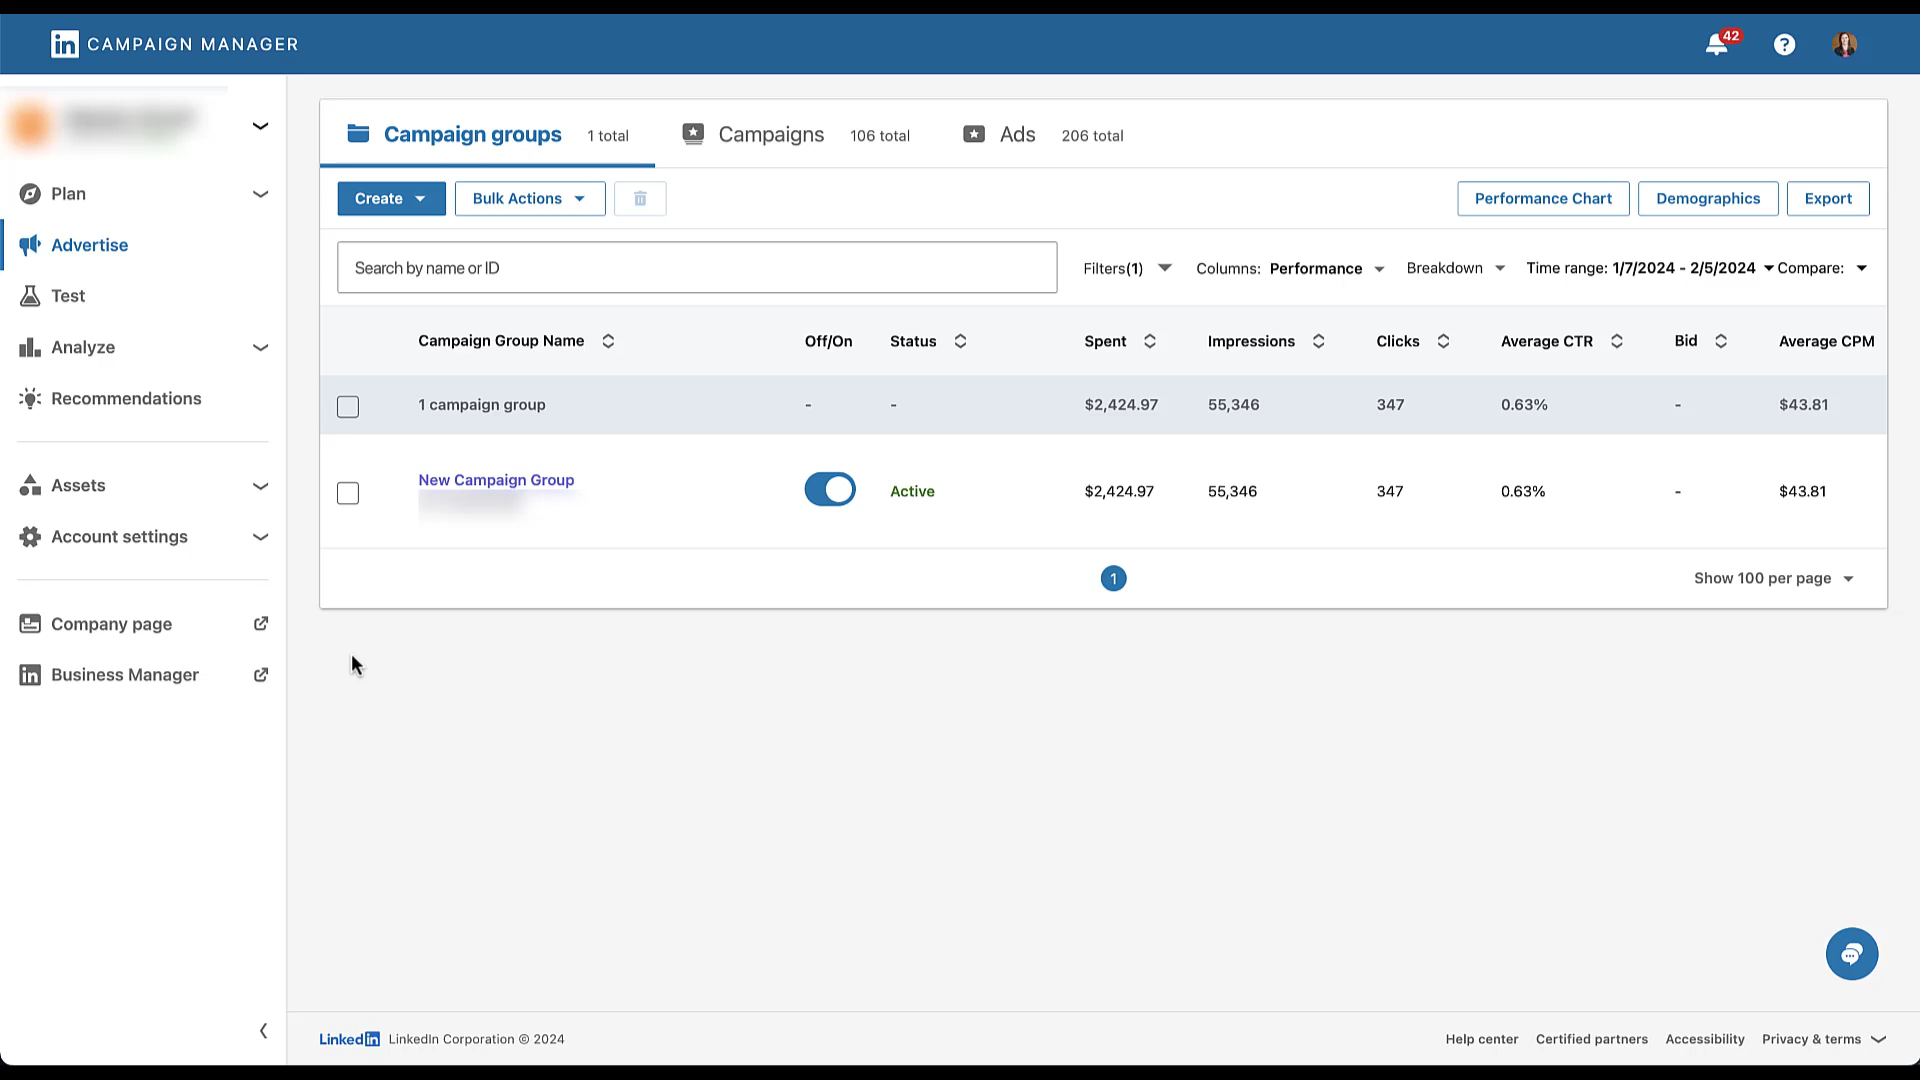 in CAMPAIGN MANAGER
42
?
Plan
Advertise
Test
Analyze
Recommendations
Assets
Account settings
Company page
in Business Manager
Campaign groups 1 total Campaigns 106 total Ads 206 total
Create Bulk Actions Performance Chart Demographics Export
Search by name or ID Filters(1) Columns: Performance Breakdown Time range: 1/7/2024 - 2/5/2024 Compare:
Campaign Group Name Off/On Status Spent Impressions Clicks Average CTR Bid Average CPM
1 campaign group - - $2,424.97 55,346 347 0.63% - $43.81
New Campaign Group Active $2,424.97 55,346 347 0.63% - $43.81
1 Show 100 per page
LinkedIn LinkedIn Corporation © 2024 Help center Certified partners Accessibility Privacy & terms